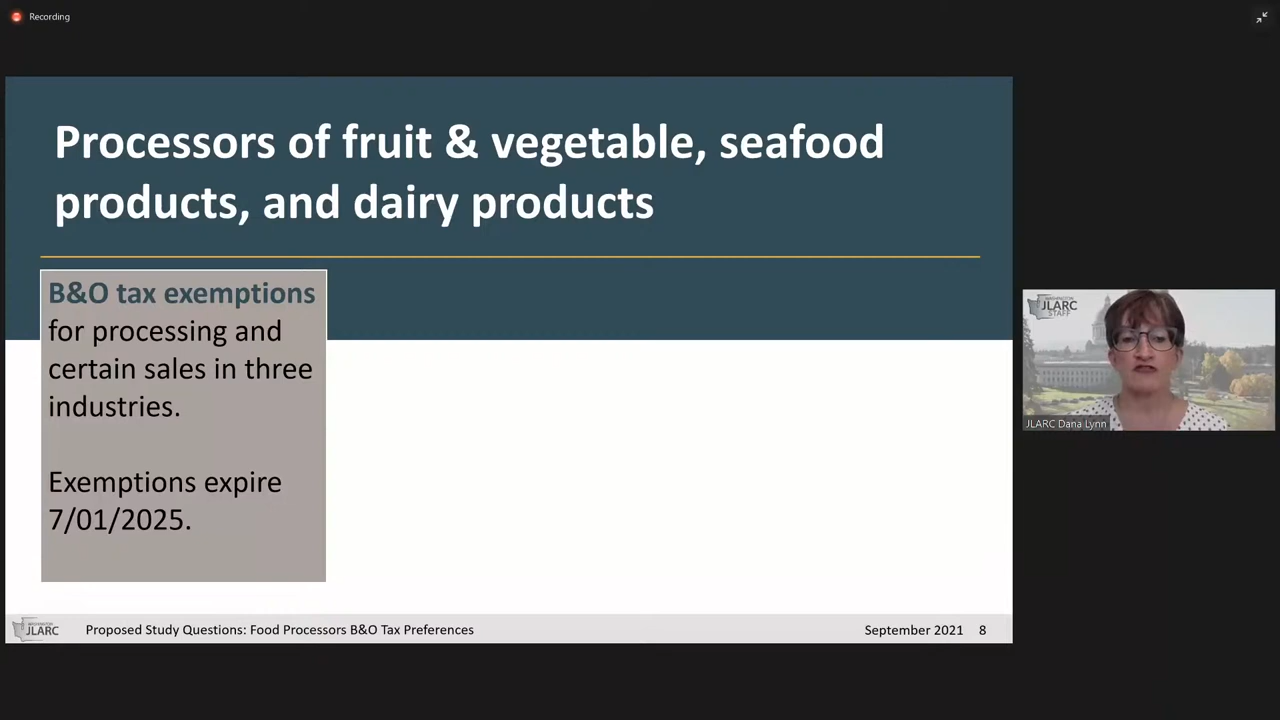 Recording
Processors of fruit & vegetable, seafood
products, and dairy products
B&O tax exemptions
for processing and
certain sales in three
industries.
Exemptions expire
7/01/2025.
WASHINGTON
JLARC
STAFF
JLARC Dana Lynn
WASHINGTON
JLARC
Proposed Study Questions: Food Processors B&O Tax Preferences
September 2021 8